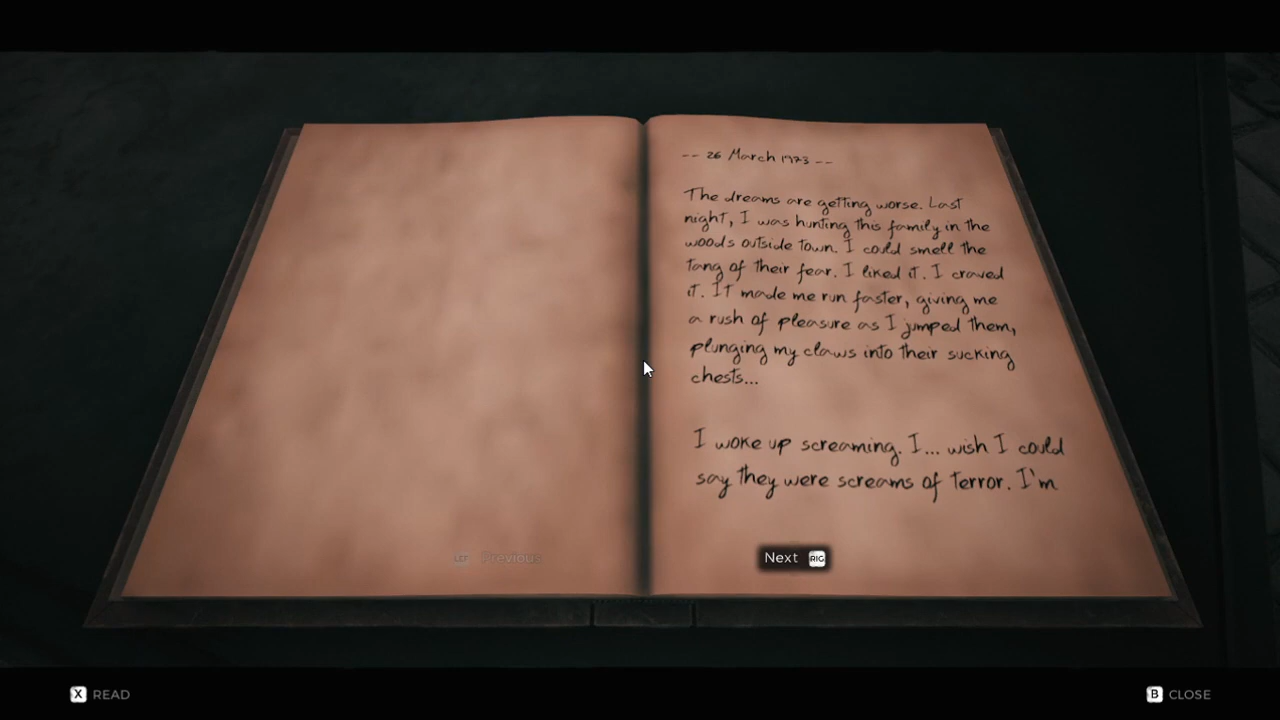 -- 26 March 1973 --
The dreams are getting worse. Last
night, I was hunting this family in the
woods outside town. I could smell the
tang of their fear. I liked it. I craved
it. It made me run faster, giving me
a rush of pleasure as I jumped them,
plunging my claws into their sucking
chests...
I woke up screaming. I... wish I could
say they were screams of terror. I'm
Previous
Next RIG
X READ
B CLOSE